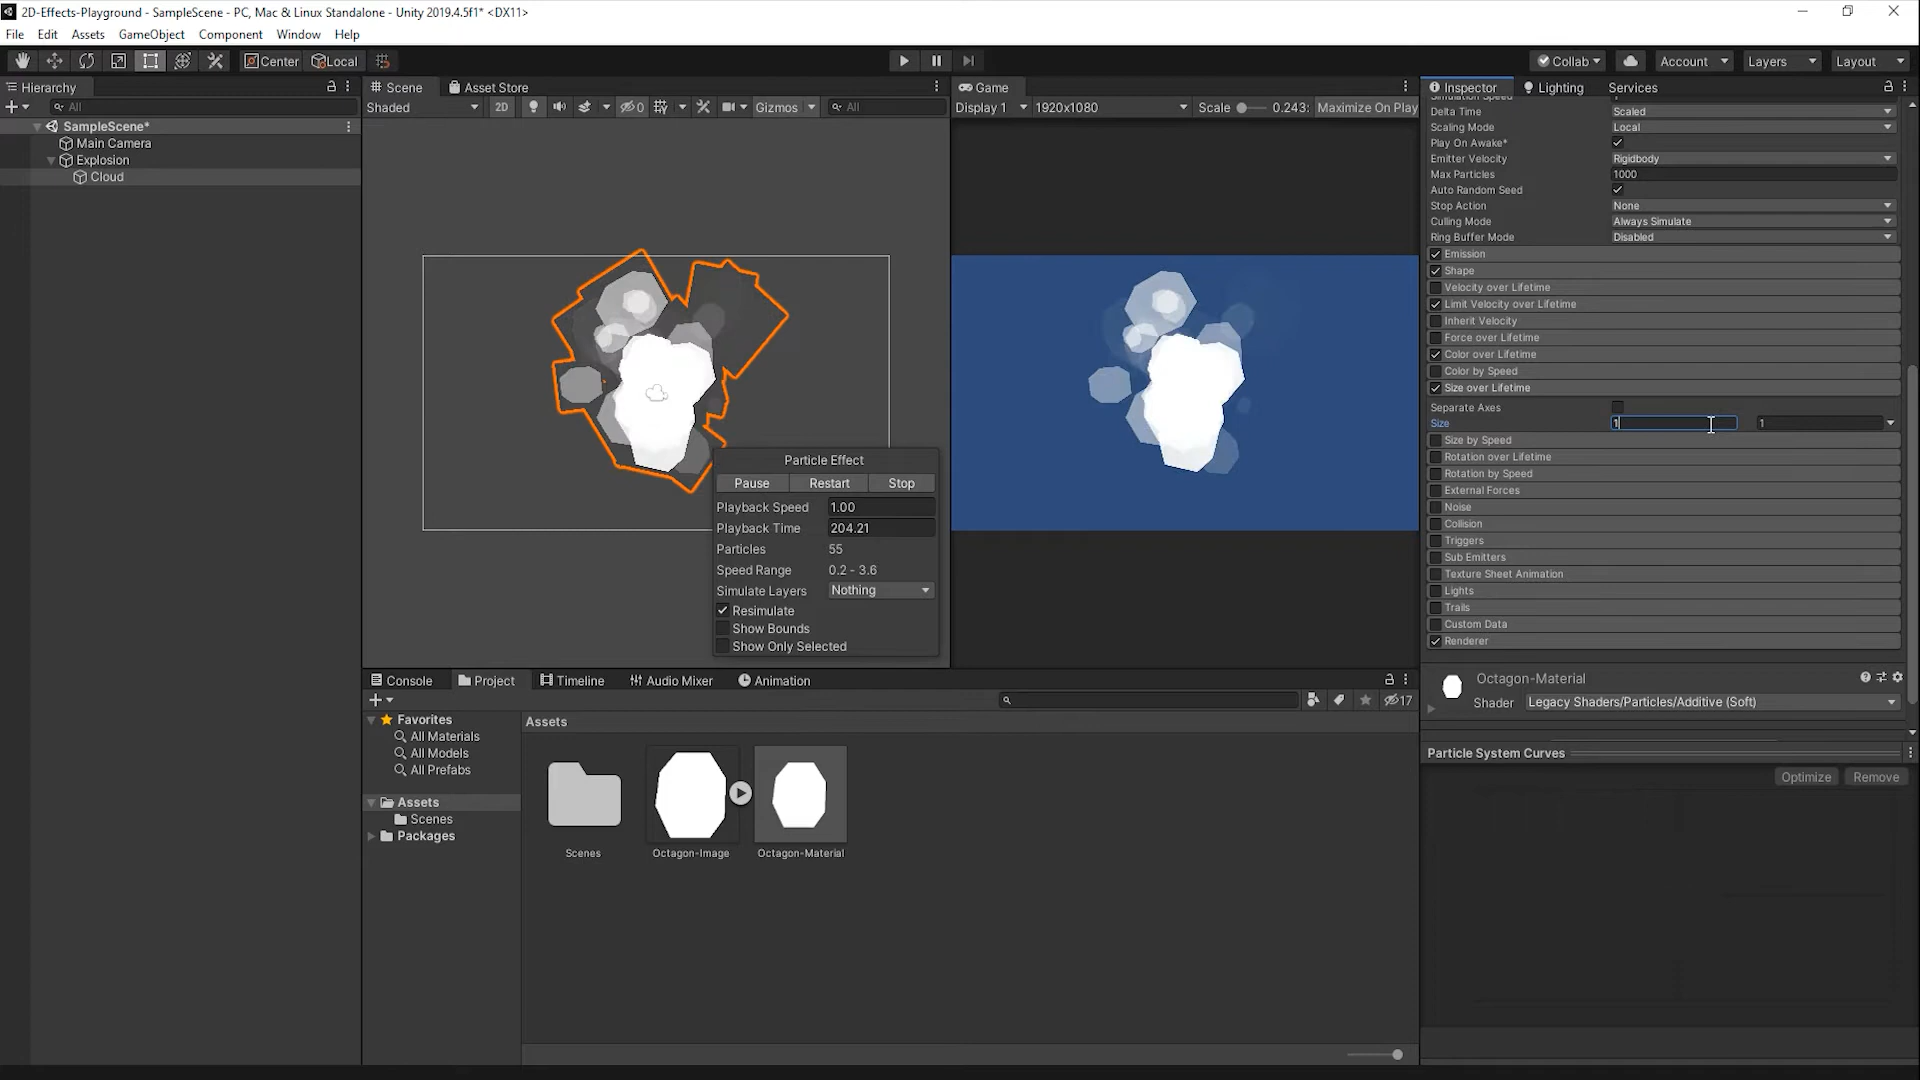 2D-Effects-Playground - SampleScene - PC, Mac & Linux Standalone - Unity 2019.4.5f1* <DX11>
File Edit Assets GameObject Component Window Help
Center Local Collab Account Layers Layout
Hierarchy
All
SampleScene*
Main Camera
Explosion
Cloud
Scene Asset Store
Shaded 2D 0 Gizmos All
Particle Effect
Pause Restart Stop
Playback Speed 1.00
Playback Time 204.21
Particles 55
Speed Range 0.2 - 3.6
Simulate Layers Nothing
Resimulate
Show Bounds
Show Only Selected
Game
Display 1 1920x1080 Scale 0.243 Maximize On Play
Inspector Lighting Services
Simulation Speed 1
Delta Time Scaled
Scaling Mode Local
Play On Awake*
Emitter Velocity Rigidbody
Max Particles 1000
Auto Random Seed
Stop Action None
Culling Mode Always Simulate
Ring Buffer Mode Disabled
Emission
Shape
Velocity over Lifetime
Limit Velocity over Lifetime
Inherit Velocity
Force over Lifetime
Color over Lifetime
Color by Speed
Size over Lifetime
Separate Axes
Size 1 1
Size by Speed
Rotation over Lifetime
Rotation by Speed
External Forces
Noise
Collision
Triggers
Sub Emitters
Texture Sheet Animation
Lights
Trails
Custom Data
Renderer
Octagon-Material
Shader Legacy Shaders/Particles/Additive (Soft)
Particle System Curves
Optimize Remove
Console Project Timeline Audio Mixer Animation
17
Favorites
All Materials
All Models
All Prefabs
Assets
Scenes
Packages
Assets
Scenes Octagon-Image Octagon-Material